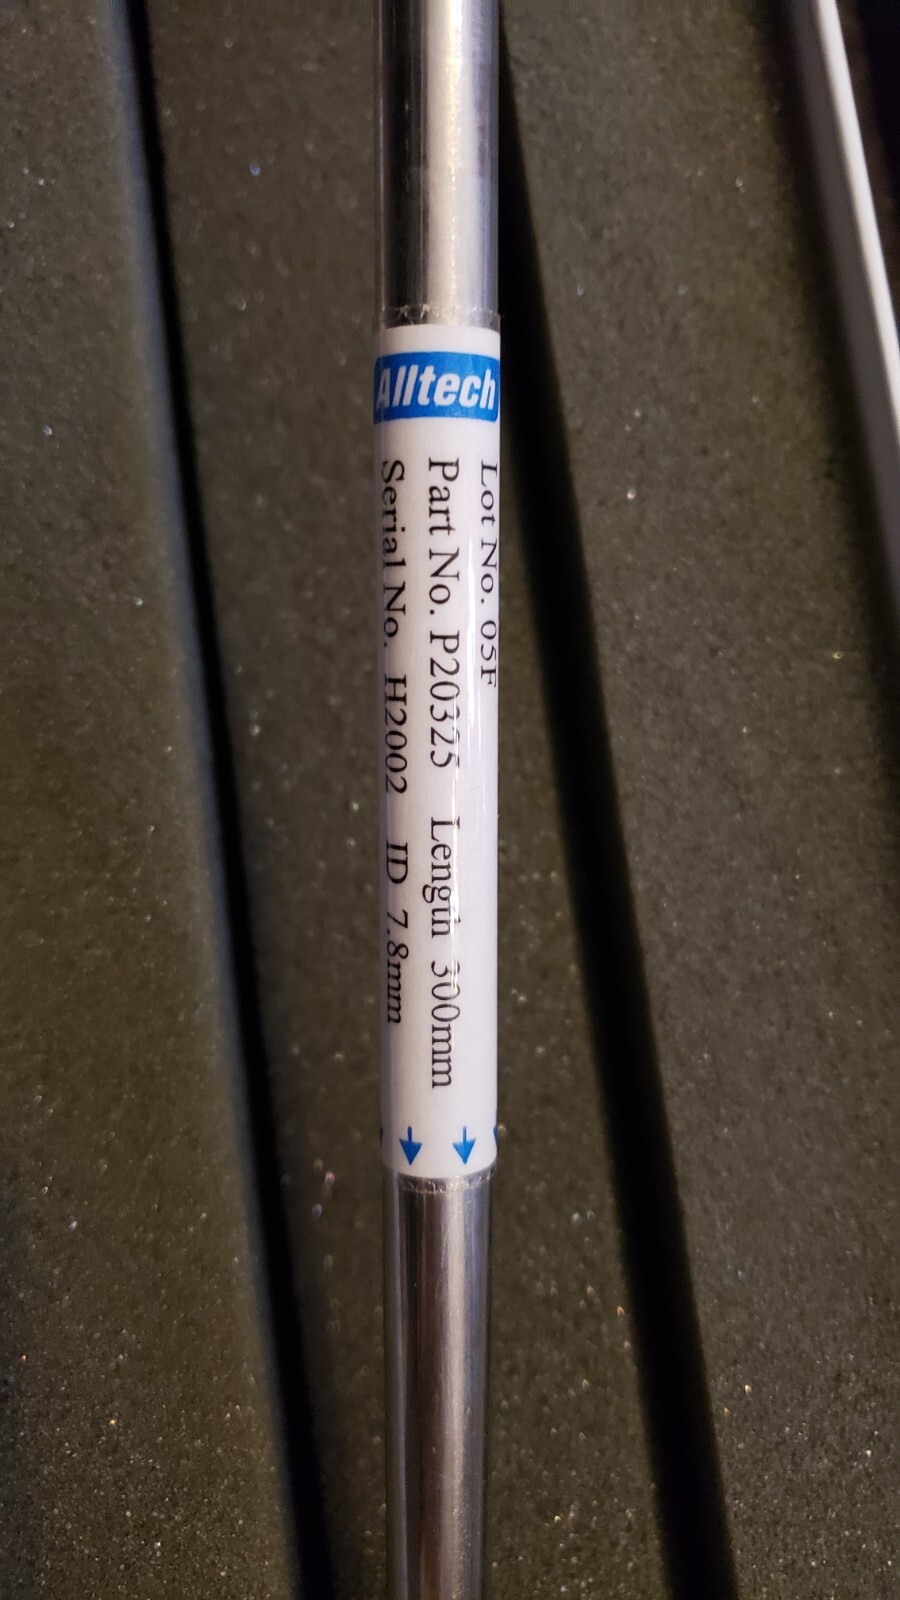 Alltech
Lot No. 05F
Part No. P20325 Length 300mm
Serial No. H2002 ID 7.8mm